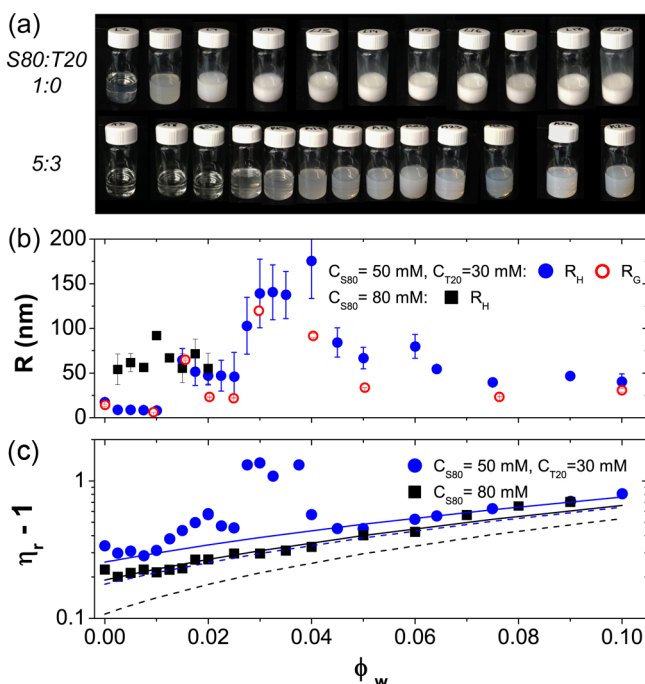 (a)
S80:T20
1:0
5:3
(b)
200
150
100
50
0
R (nm)
C_S80 = 50 mM, C_T20 = 30 mM: R_H R_G
C_S80 = 80 mM: R_H
(c)
1
0.1
η_r - 1
C_S80 = 50 mM, C_T20 = 30 mM
C_S80 = 80 mM
0.00 0.02 0.04 0.06 0.08 0.10
ϕ_w